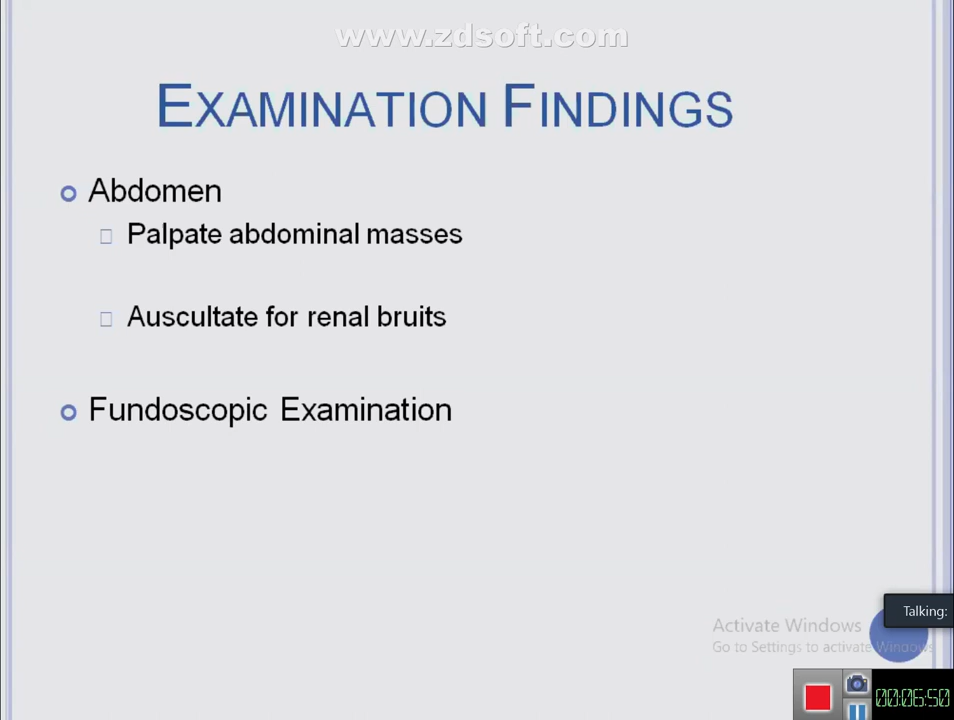 www.zdsoft.com
EXAMINATION FINDINGS
Abdomen
Palpate abdominal masses
Auscultate for renal bruits
Fundoscopic Examination
Talking:
Activate Windows
Go to Settings to activate Windows.
00:06:50